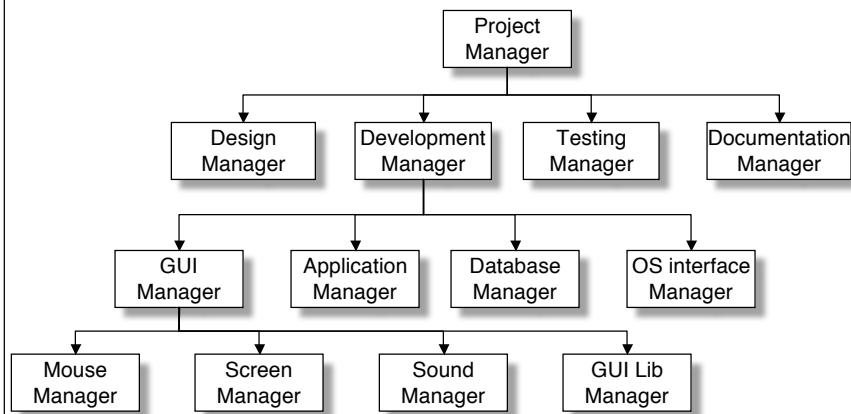 Project
Manager
Design
Manager
Development
Manager
Testing
Manager
Documentation
Manager
GUI
Manager
Application
Manager
Database
Manager
OS interface
Manager
Mouse
Manager
Screen
Manager
Sound
Manager
GUI Lib
Manager